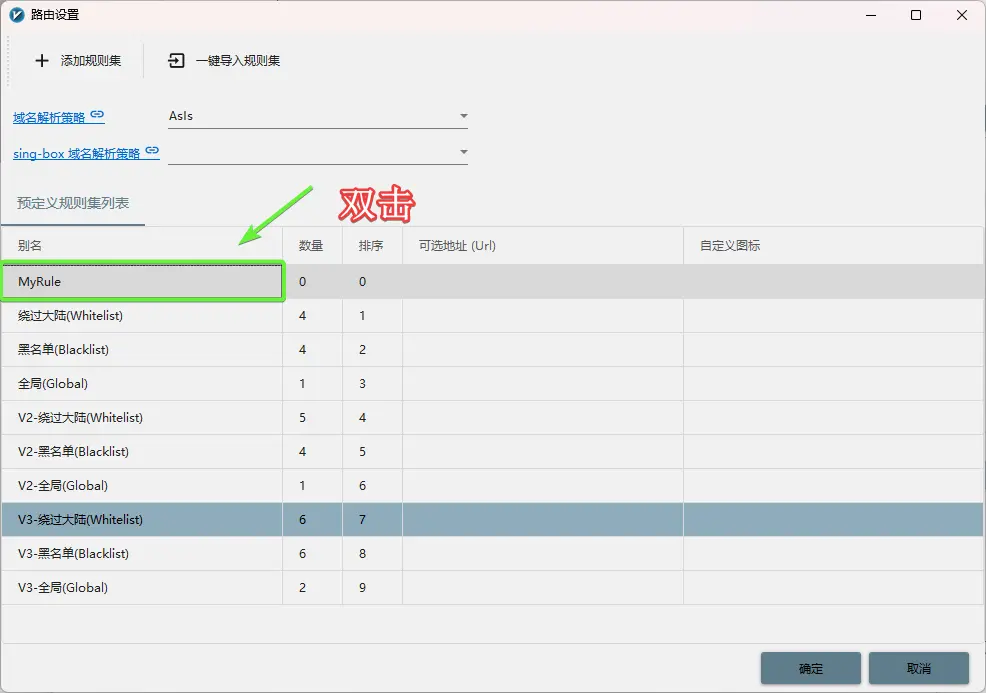 路由设置
添加规则集 一键导入规则集
域名解析策略 AsIs
sing-box 域名解析策略
预定义规则集列表
双击
别名 数量 排序 可选地址 (Url) 自定义图标
MyRule 0 0
绕过大陆(Whitelist) 4 1
黑名单(Blacklist) 4 2
全局(Global) 1 3
V2-绕过大陆(Whitelist) 5 4
V2-黑名单(Blacklist) 4 5
V2-全局(Global) 1 6
V3-绕过大陆(Whitelist) 6 7
V3-黑名单(Blacklist) 6 8
V3-全局(Global) 2 9
确定 取消